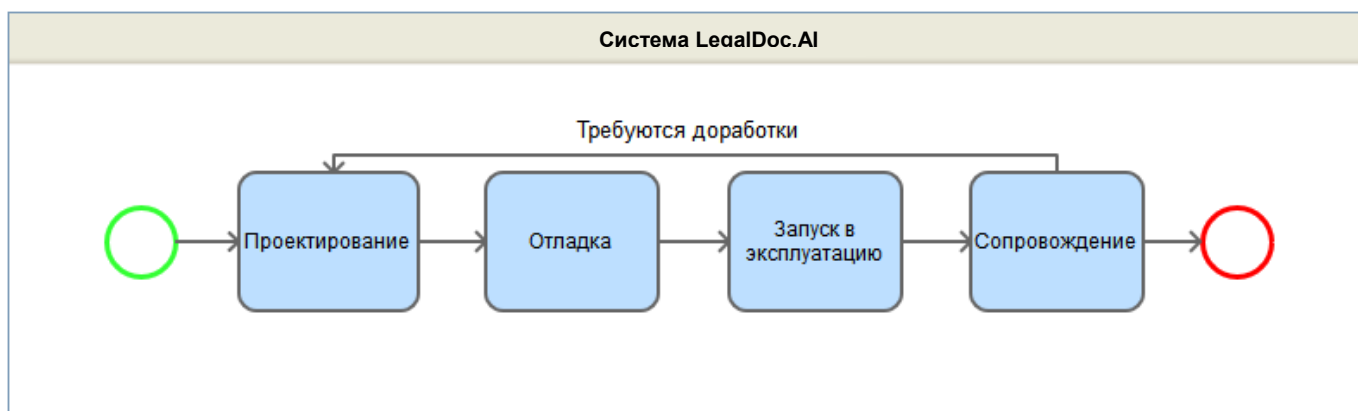 Система LegalDoc.AI
Требуются доработки
Проектирование
Отладка
Запуск в
эксплуатацию
Сопровождение